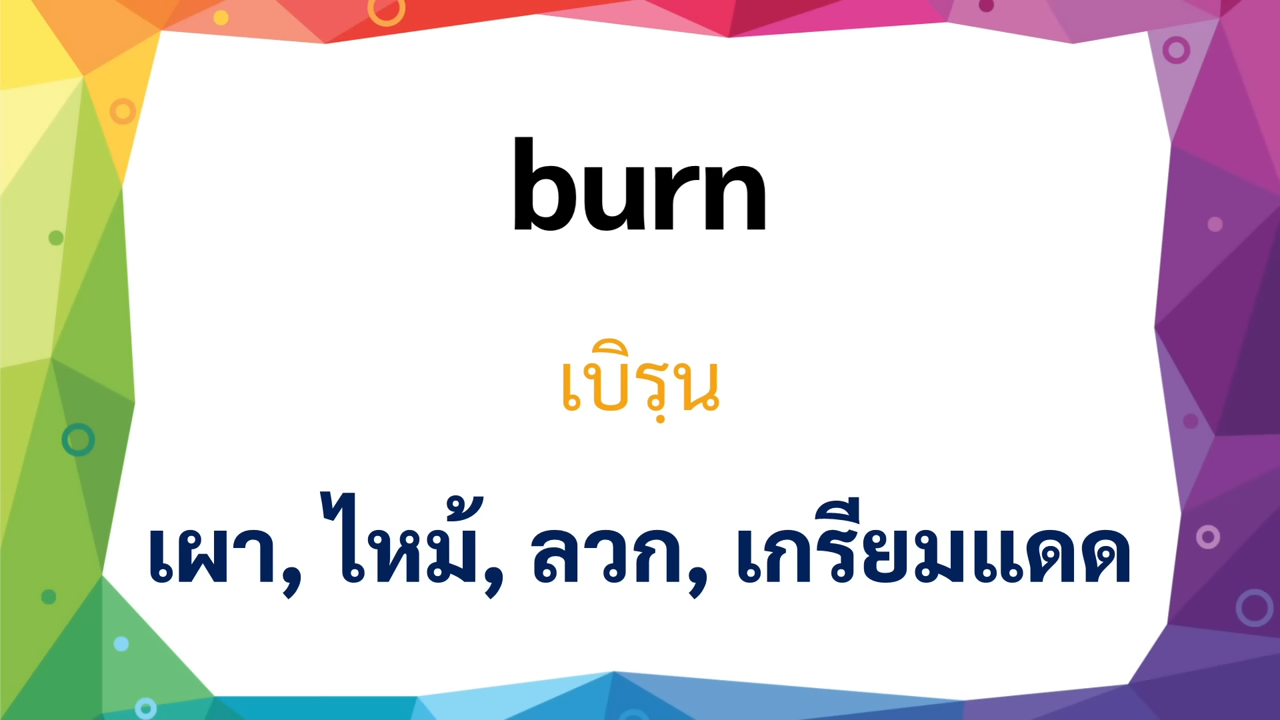 burn
เบิรฺน
เผา, ไหม้, ลวก, เกรียมแดด